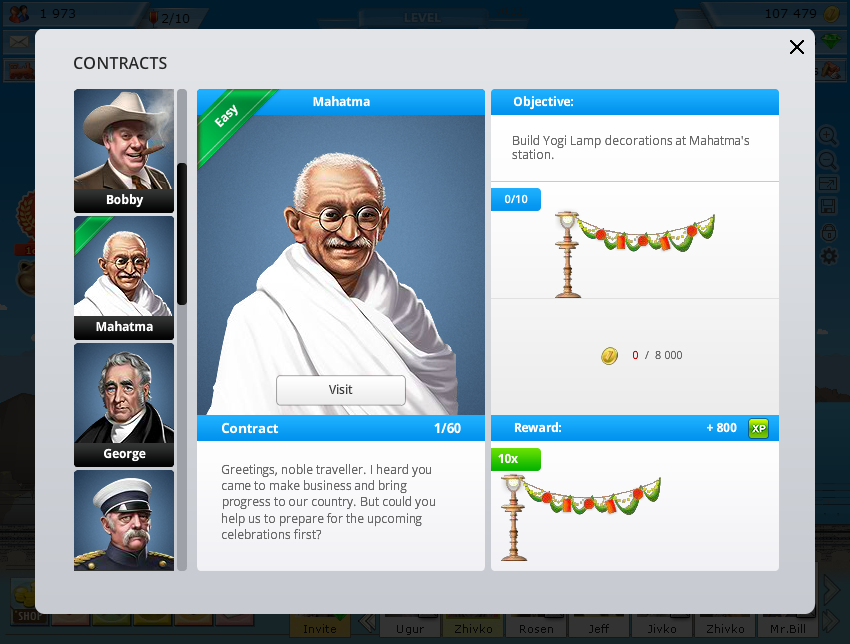 1 973
2/10
LEVEL
107 479
CONTRACTS
Bobby
Mahatma
George
Easy
Mahatma
Visit
Contract 1/60
Greetings, noble traveller. I heard you
came to make business and bring
progress to our country. But could you
help us to prepare for the upcoming
celebrations first?
Objective:
Build Yogi Lamp decorations at Mahatma's
station.
0/10
0 / 8 000
Reward: + 800 XP
10x
SHOP
Invite
Ugur
Zhivko
Rosen
Jeff
Jivko
Zhivko
Mr.Bill